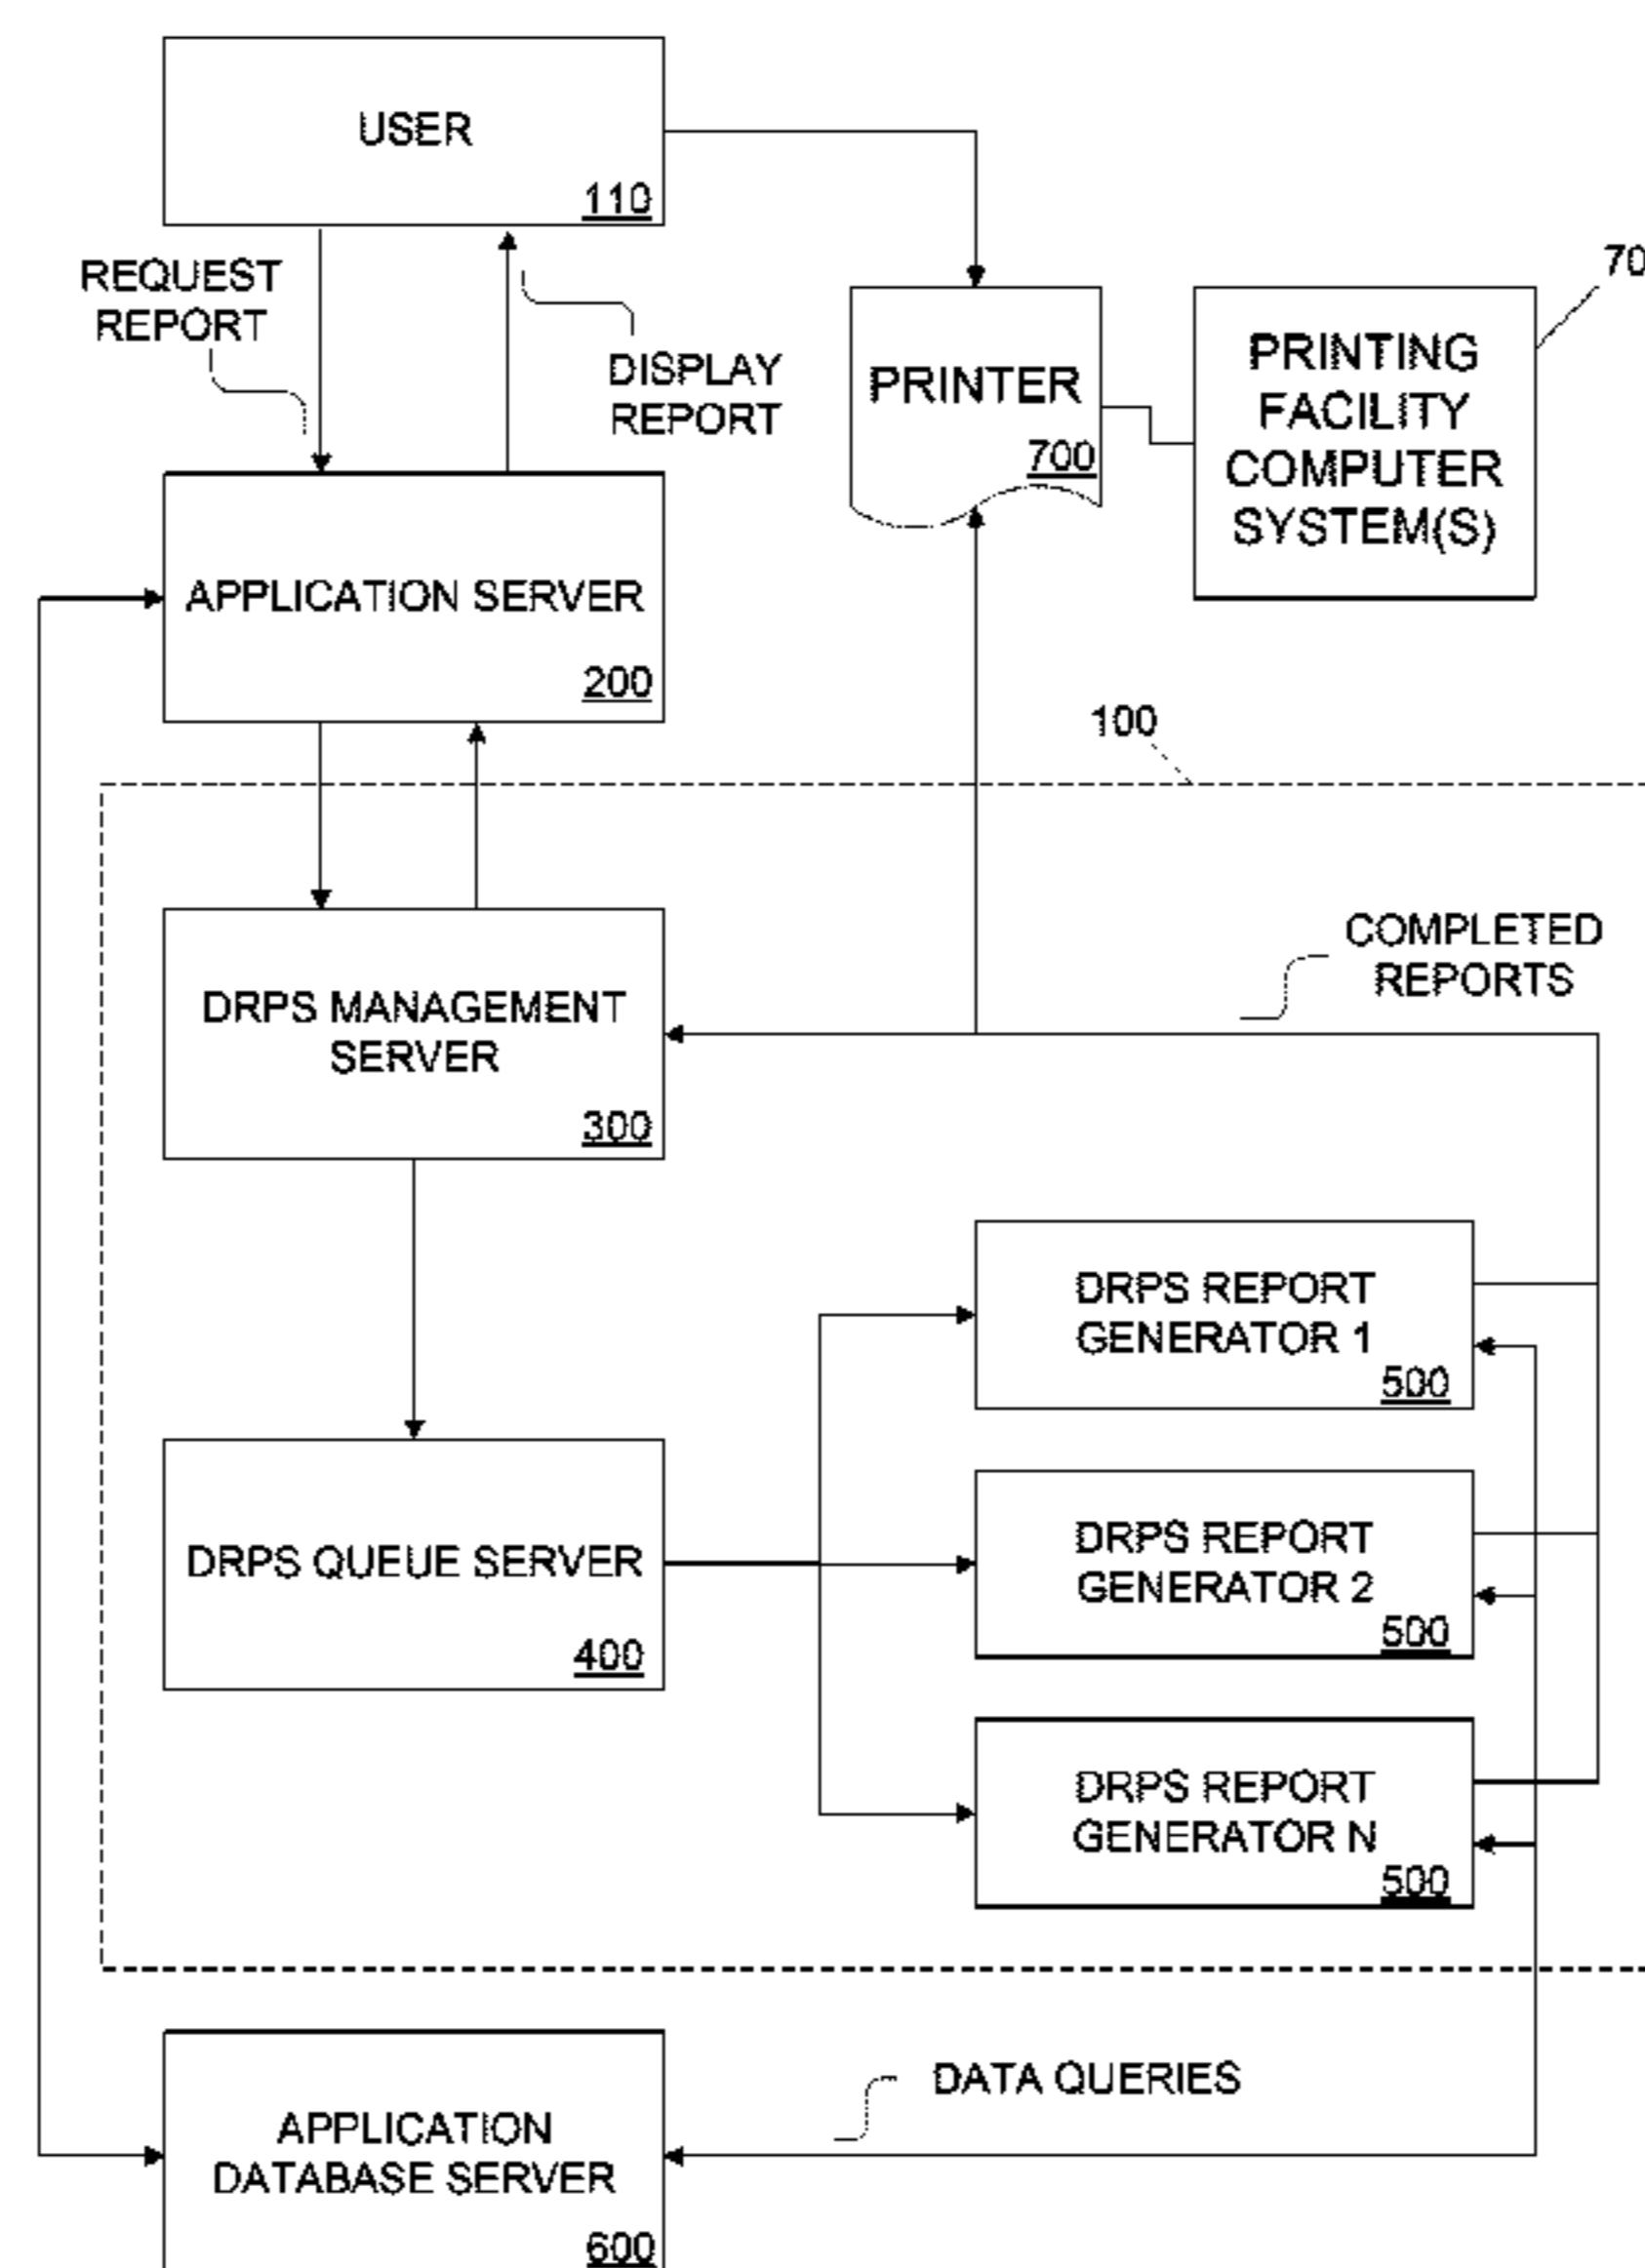 USER
110
REQUEST
REPORT
DISPLAY
REPORT
70
PRINTER
700
PRINTING
FACILITY
COMPUTER
SYSTEM(S)
APPLICATION SERVER
200
100
COMPLETED
REPORTS
DRPS MANAGEMENT
SERVER
300
DRPS REPORT
GENERATOR 1
500
DRPS QUEUE SERVER
400
DRPS REPORT
GENERATOR 2
500
DRPS REPORT
GENERATOR N
500
DATA QUERIES
APPLICATION
DATABASE SERVER
600